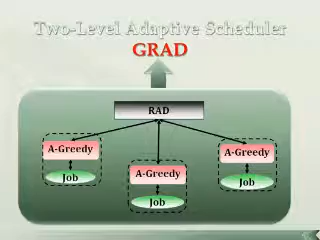 Two-Level Adaptive Scheduler
GRAD
RAD
A-Greedy
Job
A-Greedy
Job
A-Greedy
Job